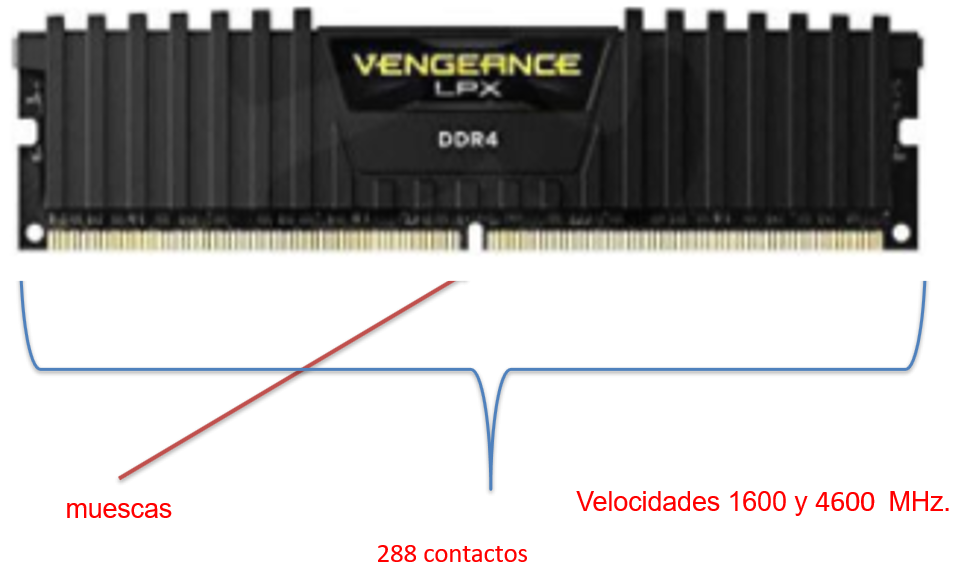 VENGEANCE
LPX
DDR4
muescas
Velocidades 1600 y 4600 MHz.
288 contactos